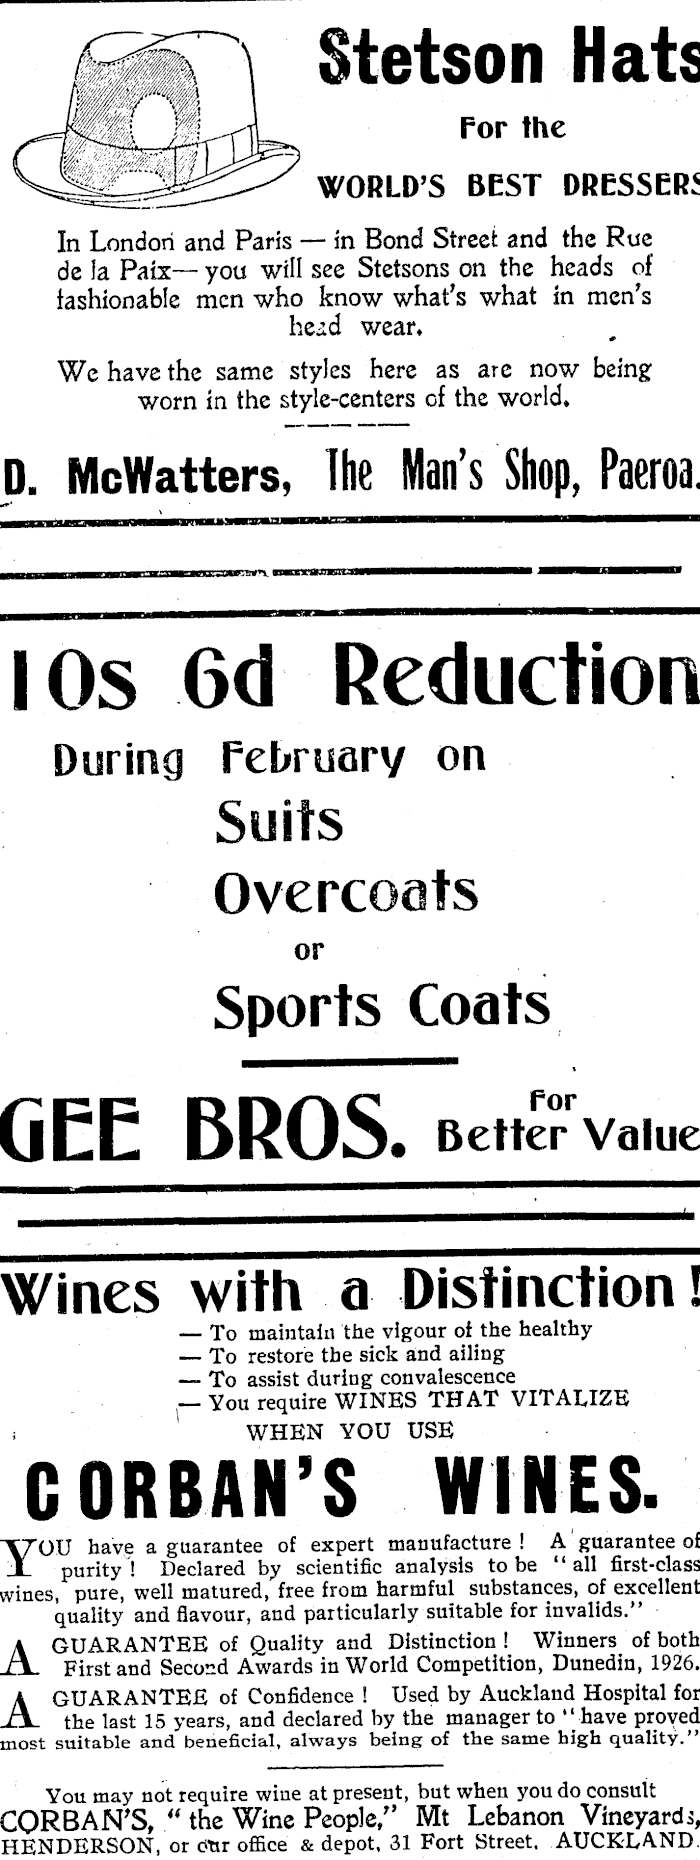 Stetson Hats
For the
WORLD'S BEST DRESSERS
In London and Paris — in Bond Street and the Rue
de la Paix— you will see Stetsons on the heads of
fashionable men who know what's what in men's
head wear.
We have the same styles here as are now being
worn in the style-centers of the world.
D. McWatters, The Man's Shop, Paeroa.
10s 6d Reduction
During February on
Suits
Overcoats
or
Sports Coats
GEE BROS. For
Better Value
Wines with a Distinction!
— To maintain the vigour of the healthy
— To restore the sick and ailing
— To assist during convalescence
— You require WINES THAT VITALIZE
WHEN YOU USE
CORBAN'S WINES.
YOU have a guarantee of expert manufacture! A guarantee of
purity! Declared by scientific analysis to be "all first-class
wines, pure, well matured, free from harmful substances, of excellent
quality and flavour, and particularly suitable for invalids."
A GUARANTEE of Quality and Distinction! Winners of both
First and Second Awards in World Competition, Dunedin, 1926.
A GUARANTEE of Confidence! Used by Auckland Hospital for
the last 15 years, and declared by the manager to "have proved
most suitable and beneficial, always being of the same high quality."
You may not require wine at present, but when you do consult
CORBAN'S, "the Wine People," Mt Lebanon Vineyards,
HENDERSON, or our office & depot, 31 Fort Street, AUCKLAND.